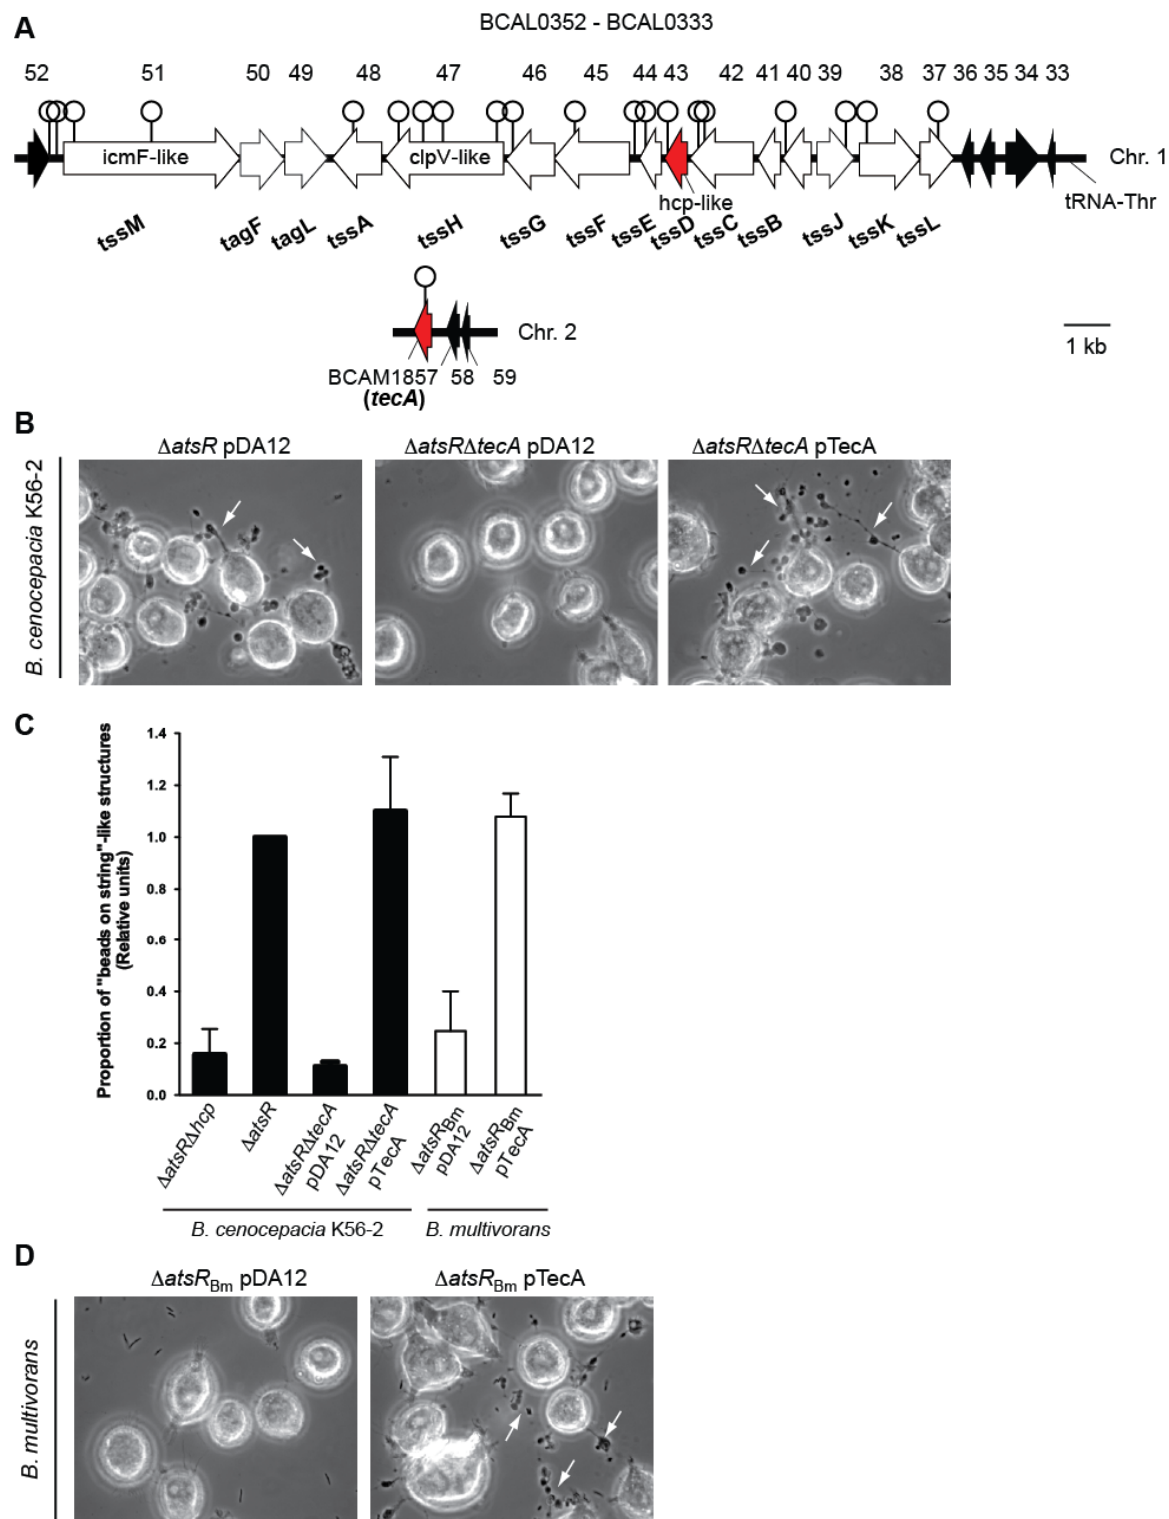 A
BCAL0352 - BCAL0333
52 51 50 49 48 47 46 45 44 43 42 41 40 39 38 37 36 35 34 33
icmF-like clpV-like Chr. 1
hcp-like tRNA-Thr
tssM tagF tagL tssA tssH tssG tssF tssE tssD tssC tssB tssJ tssK tssL
Chr. 2
1 kb
BCAM1857 58 59
(tecA)
B
ΔatsR pDA12 ΔatsRΔtecA pDA12 ΔatsRΔtecA pTecA
B. cenocepacia K56-2
C
Proportion of "beads on string"-like structures
(Relative units)
1.4
1.2
1.0
0.8
0.6
0.4
0.2
0.0
ΔatsRΔhcp
ΔatsR
ΔatsRΔtecA
pDA12
ΔatsRΔtecA
pTecA
ΔatsRBm
pDA12
ΔatsRBm
pTecA
B. cenocepacia K56-2 B. multivorans
D
ΔatsRBm pDA12 ΔatsRBm pTecA
B. multivorans